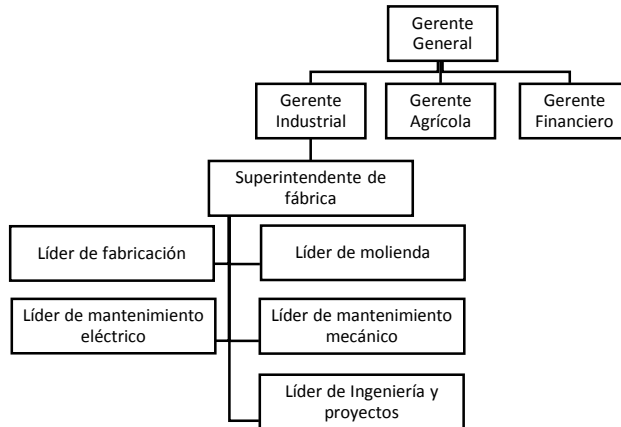 Gerente
General
Gerente
Industrial
Gerente
Agrícola
Gerente
Financiero
Superintendente de
fábrica
Líder de fabricación
Líder de molienda
Líder de mantenimiento
eléctrico
Líder de mantenimiento
mecánico
Líder de Ingeniería y
proyectos